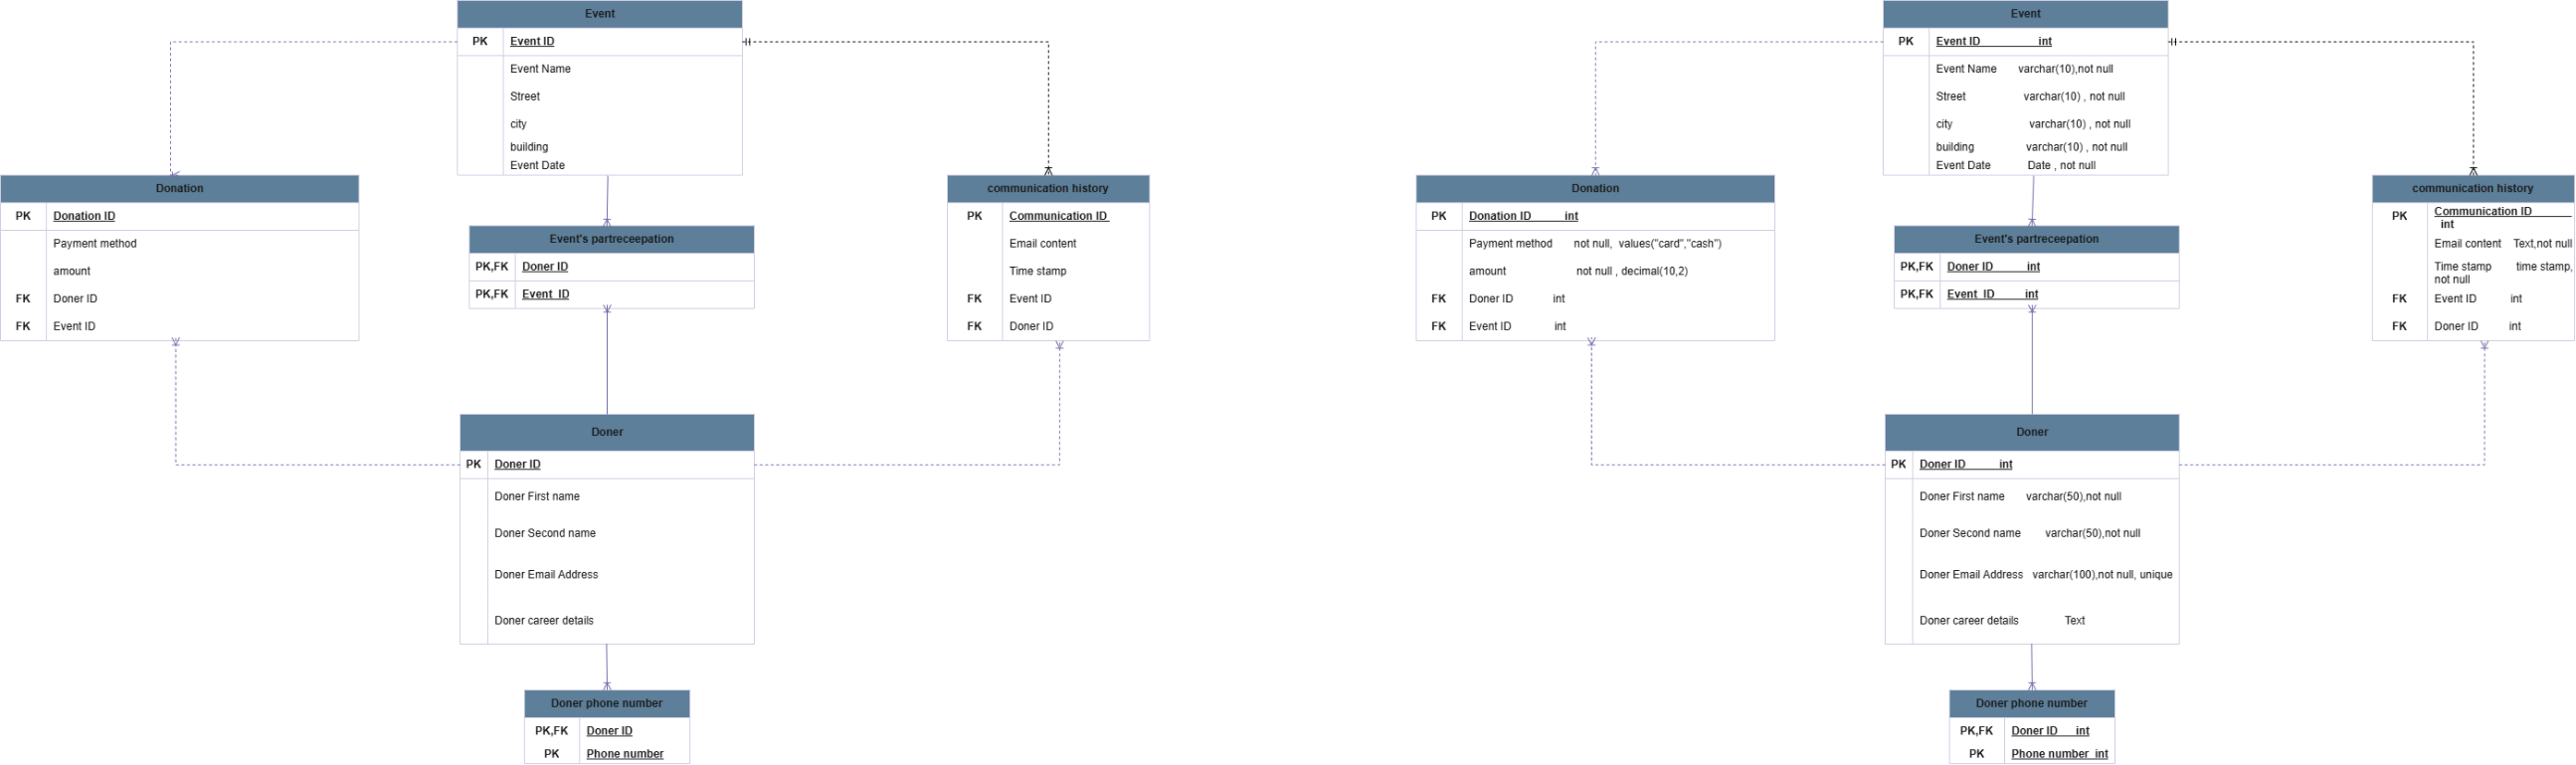 Event
PK Event ID
Event Name
Street
city
building
Event Date
Donation
PK Donation ID
Payment method
amount
FK Doner ID
FK Event ID
Event's partreceepation
PK,FK Doner ID
PK,FK Event_ID
communication history
PK Communication ID
Email content
Time stamp
FK Event ID
FK Doner ID
Doner
PK Doner ID
Doner First name
Doner Second name
Doner Email Address
Doner career details
Doner phone number
PK,FK Doner ID
PK Phone number
Event
PK Event ID int
Event Name varchar(10),not null
Street varchar(10) , not null
city varchar(10) , not null
building varchar(10) , not null
Event Date Date , not null
Donation
PK Donation ID int
Payment method not null, values("card","cash")
amount not null , decimal(10,2)
FK Doner ID int
FK Event ID int
Event's partreceepation
PK,FK Doner ID int
PK,FK Event_ID int
communication history
PK Communication ID
int
Email content Text,not null
Time stamp time stamp,
not null
FK Event ID int
FK Doner ID int
Doner
PK Doner ID int
Doner First name varchar(50),not null
Doner Second name varchar(50),not null
Doner Email Address varchar(100),not null, unique
Doner career details Text
Doner phone number
PK,FK Doner ID int
PK Phone number int